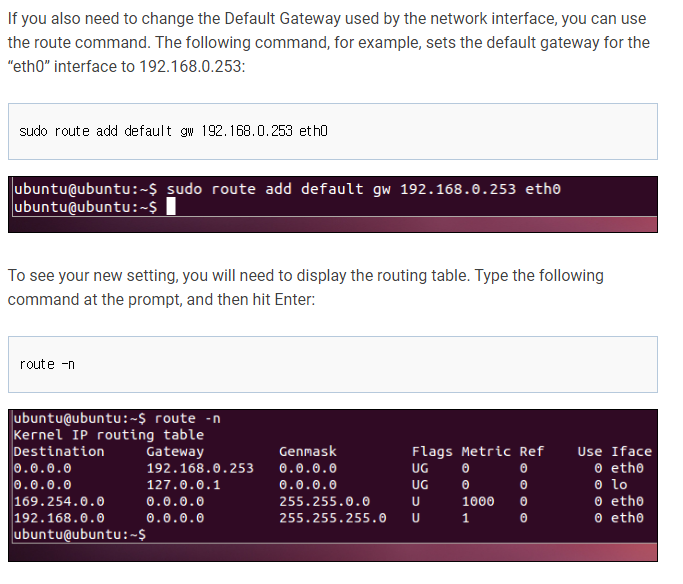 If you also need to change the Default Gateway used by the network interface, you can use
the route command. The following command, for example, sets the default gateway for the
“eth0” interface to 192.168.0.253:
sudo route add default gw 192.168.0.253 eth0
ubuntu@ubuntu:~$ sudo route add default gw 192.168.0.253 eth0
ubuntu@ubuntu:~$
To see your new setting, you will need to display the routing table. Type the following
command at the prompt, and then hit Enter:
route -n
ubuntu@ubuntu:~$ route -n
Kernel IP routing table
Destination Gateway Genmask Flags Metric Ref Use Iface
0.0.0.0 192.168.0.253 0.0.0.0 UG 0 0 0 eth0
0.0.0.0 127.0.0.1 0.0.0.0 UG 0 0 0 lo
169.254.0.0 0.0.0.0 255.255.0.0 U 1000 0 0 eth0
192.168.0.0 0.0.0.0 255.255.255.0 U 1 0 0 eth0
ubuntu@ubuntu:~$